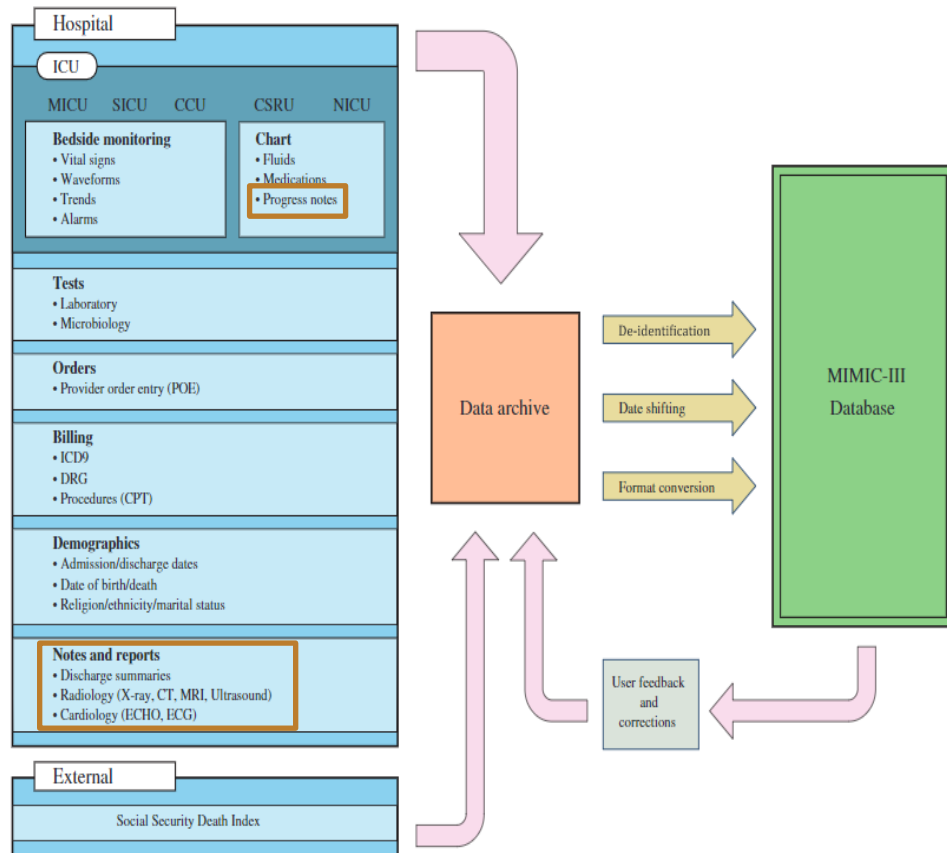 Hospital
ICU
MICU SICU CCU CSRU NICU
Bedside monitoring
• Vital signs
• Waveforms
• Trends
• Alarms
Chart
• Fluids
• Medications
• Progress notes
Tests
• Laboratory
• Microbiology
Orders
• Provider order entry (POE)
Billing
• ICD9
• DRG
• Procedures (CPT)
Demographics
• Admission/discharge dates
• Date of birth/death
• Religion/ethnicity/marital status
Notes and reports
• Discharge summaries
• Radiology (X-ray, CT, MRI, Ultrasound)
• Cardiology (ECHO, ECG)
External
Social Security Death Index
Data archive
De-identification
Date shifting
Format conversion
MIMIC-III
Database
User feedback
and
corrections